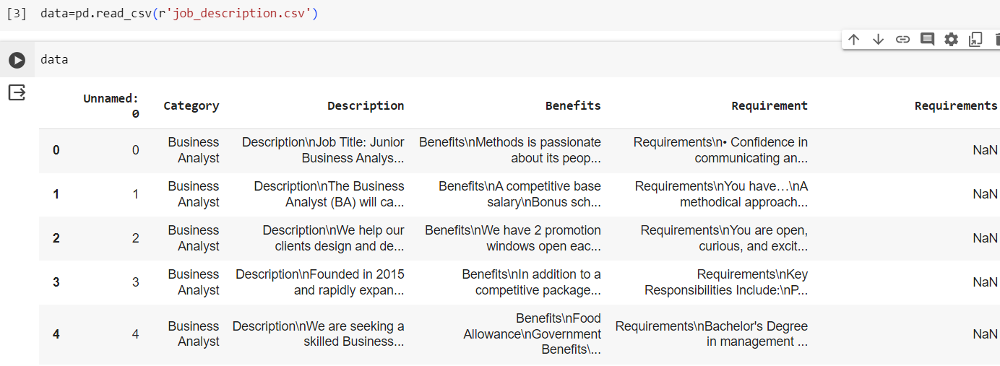 [3] data=pd.read_csv(r'job_description.csv')
data
Unnamed: 0 Category Description Benefits Requirement Requirements
0 0 Business Analyst Description\nJob Title: Junior Business Analys... Benefits\nMethods is passionate about its peop... Requirements\n• Confidence in communicating an... NaN
1 1 Business Analyst Description\nThe Business Analyst (BA) will ca... Benefits\nA competitive base salary\nBonus sch... Requirements\nYou have…\nA methodical approach... NaN
2 2 Business Analyst Description\nWe help our clients design and de... Benefits\nWe have 2 promotion windows open eac... Requirements\nYou are open, curious, and excit... NaN
3 3 Business Analyst Description\nFounded in 2015 and rapidly expan... Benefits\nIn addition to a competitive package... Requirements\nKey Responsibilities Include:\nP... NaN
4 4 Business Analyst Description\nWe are seeking a skilled Business... Benefits\nFood Allowance\nGovernment Benefits\... Requirements\nBachelor's Degree in management ... NaN